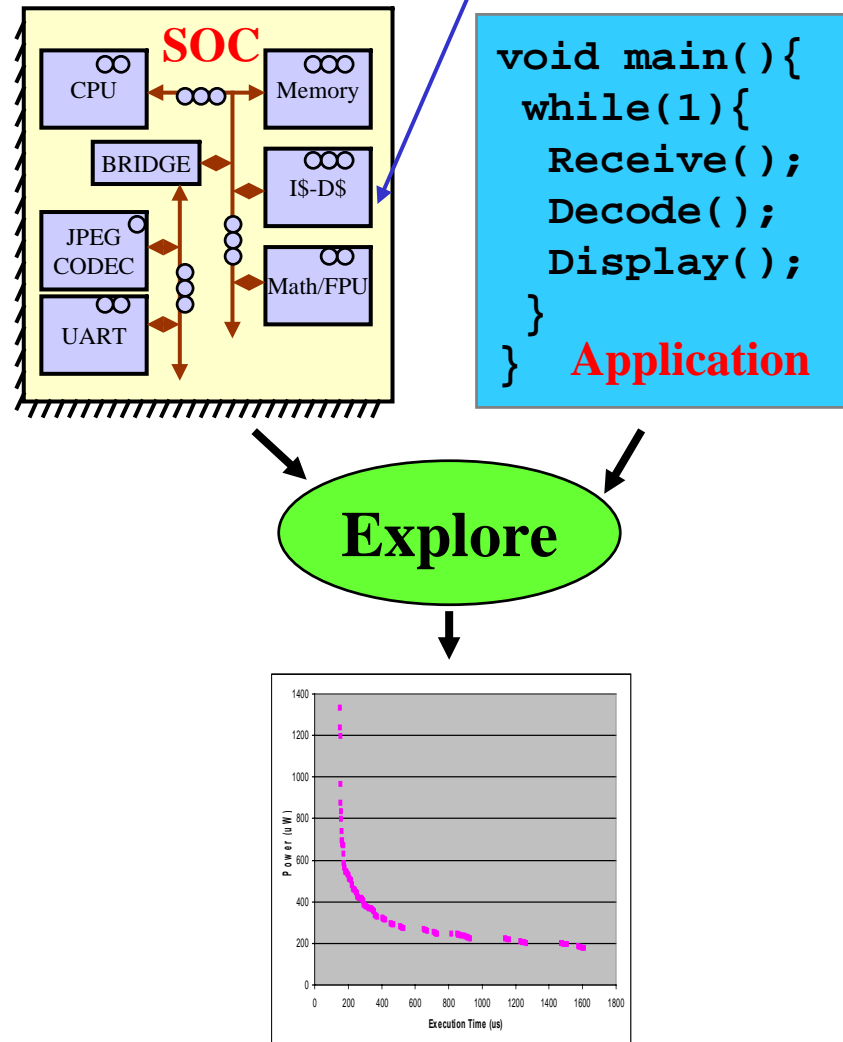 SOC
CPU
Memory
BRIDGE
I$-D$
JPEG
CODEC
Math/FPU
UART
void main(){
while(1){
Receive();
Decode();
Display();
}
}
Application
Explore
1400
1200
1000
800
600
400
200
0
Power (uW)
0 200 400 600 800 1000 1200 1400 1600 1800
Execution Time (us)